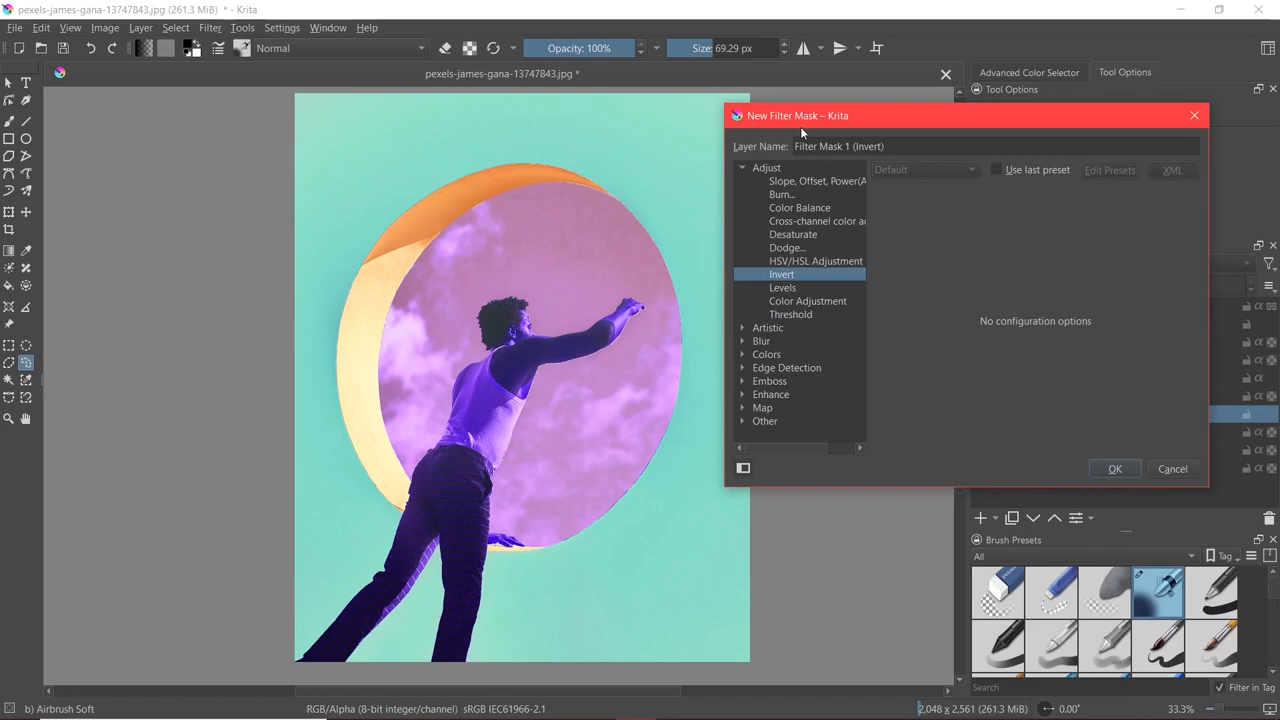 pexels-james-gana-13747843.jpg (261.3 MiB) * - Krita
File Edit View Image Layer Select Filter Tools Settings Window Help
Normal
Opacity: 100%
Size: 69.29 px
pexels-james-gana-13747843.jpg *
Advanced Color Selector
Tool Options
Tool Options
New Filter Mask – Krita
Layer Name: Filter Mask 1 (Invert)
Adjust
Default
Use last preset
Edit Presets
XML
Slope, Offset, Power(A
Burn...
Color Balance
Cross-channel color a
Desaturate
Dodge...
HSV/HSL Adjustment
Invert
Levels
Color Adjustment
Threshold
No configuration options
Artistic
Blur
Colors
Edge Detection
Emboss
Enhance
Map
Other
OK
Cancel
Brush Presets
All
Tag
Search
Filter in Tag
b) Airbrush Soft
RGB/Alpha (8-bit integer/channel) sRGB IEC61966-2.1
2,048 x 2,561 (261.3 MiB)
0.00°
33.3%